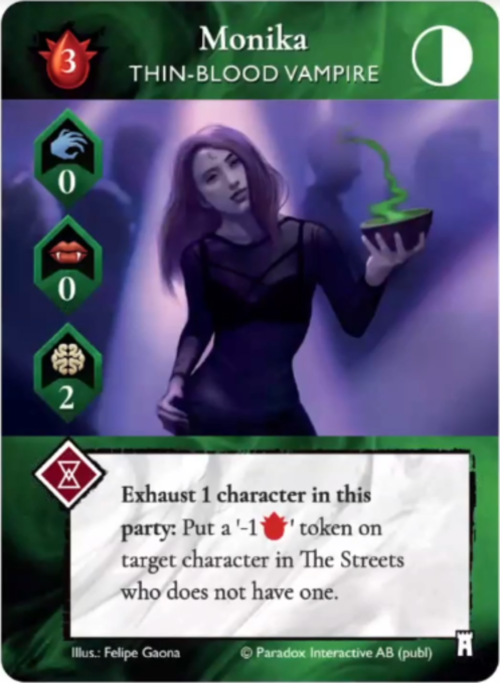 3
Monika
THIN-BLOOD VAMPIRE
0
0
2
Exhaust 1 character in this
party: Put a '-1 ' token on
target character in The Streets
who does not have one.
Illus.: Felipe Gaona
© Paradox Interactive AB (publ)